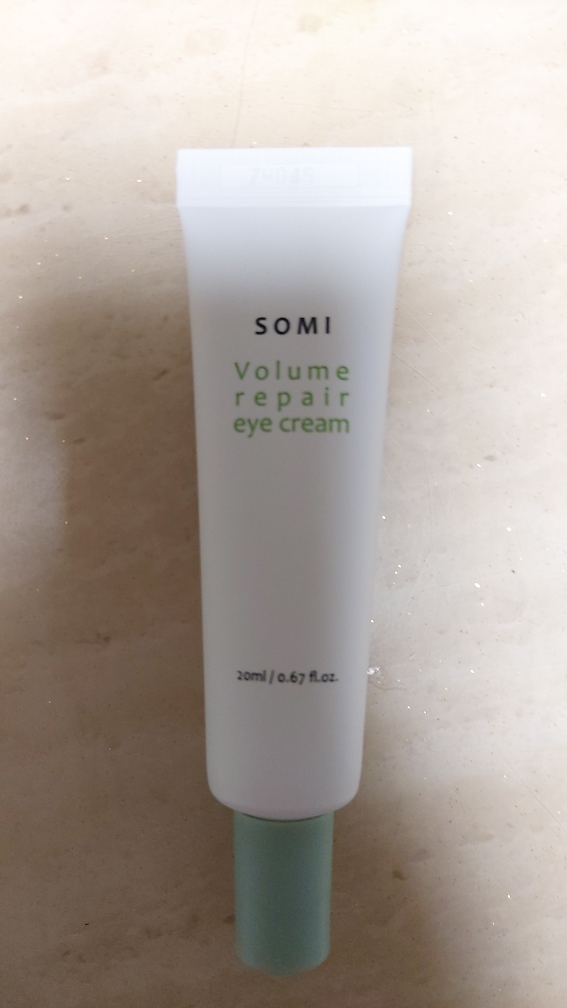 SOMI
Volume
repair
eye cream
20ml / 0.67 fl.oz.